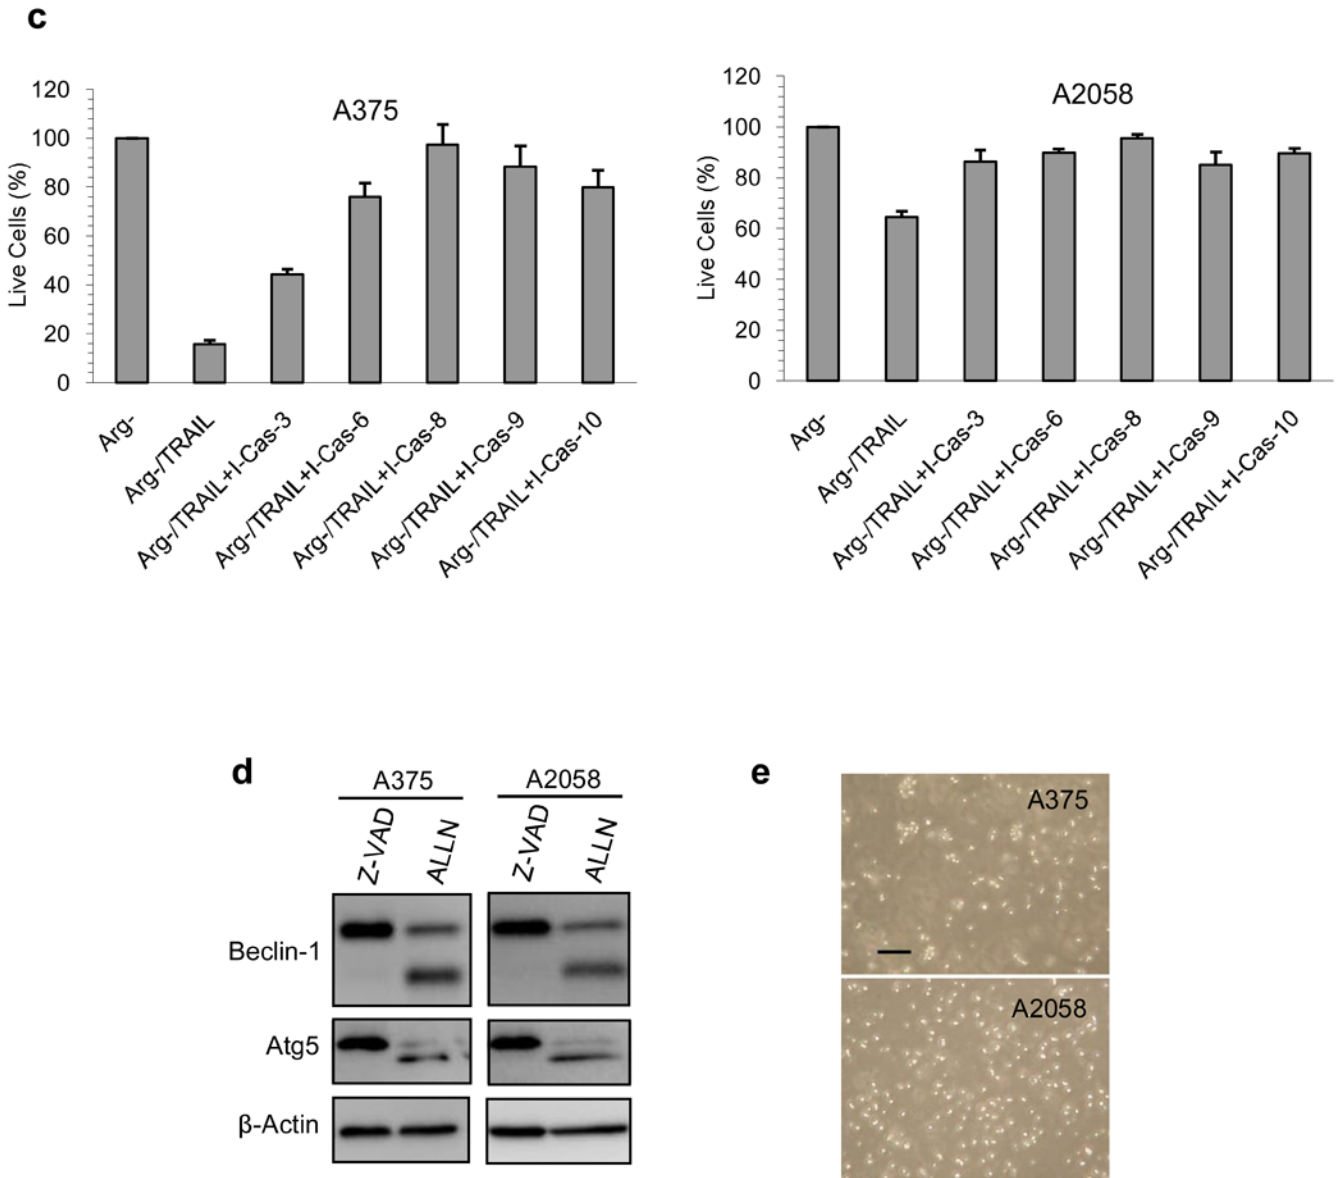 c
A375
120
100
80
60
40
20
0
Live Cells (%)
Arg-
Arg-/TRAIL
Arg-/TRAIL+I-Cas-3
Arg-/TRAIL+I-Cas-6
Arg-/TRAIL+I-Cas-8
Arg-/TRAIL+I-Cas-9
Arg-/TRAIL+I-Cas-10
A2058
120
100
80
60
40
20
0
Live Cells (%)
Arg-
Arg-/TRAIL
Arg-/TRAIL+I-Cas-3
Arg-/TRAIL+I-Cas-6
Arg-/TRAIL+I-Cas-8
Arg-/TRAIL+I-Cas-9
Arg-/TRAIL+I-Cas-10
d
A375 A2058
Z-VAD ALLN Z-VAD ALLN
Beclin-1
Atg5
β-Actin
e
A375
A2058